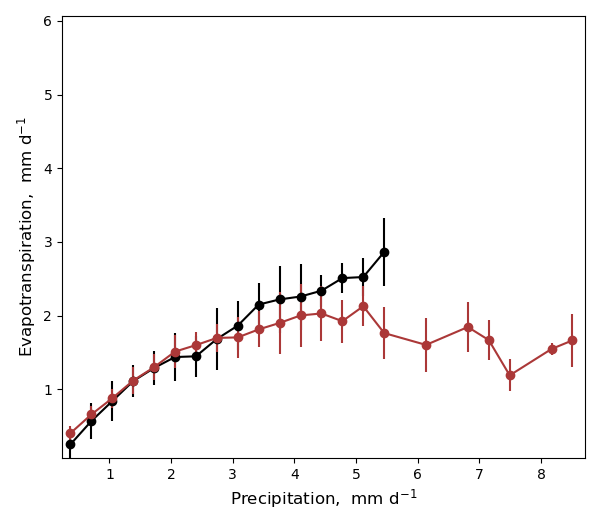 6
5
4
3
2
1
Evapotranspiration, mm d⁻¹
1 2 3 4 5 6 7 8
Precipitation, mm d⁻¹